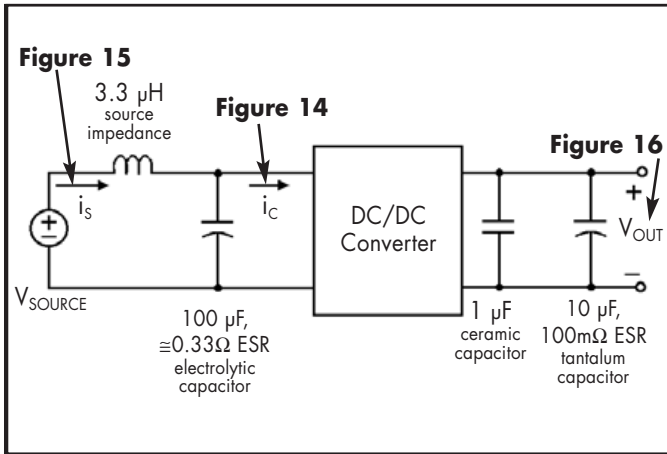 Figure 15
3.3 µH
source
impedance
Figure 14
Figure 16
iS
iC
DC/DC
Converter
+
VOUT
–
VSOURCE
100 µF,
≅0.33Ω ESR
electrolytic
capacitor
1 µF
ceramic
capacitor
10 µF,
100mΩ ESR
tantalum
capacitor